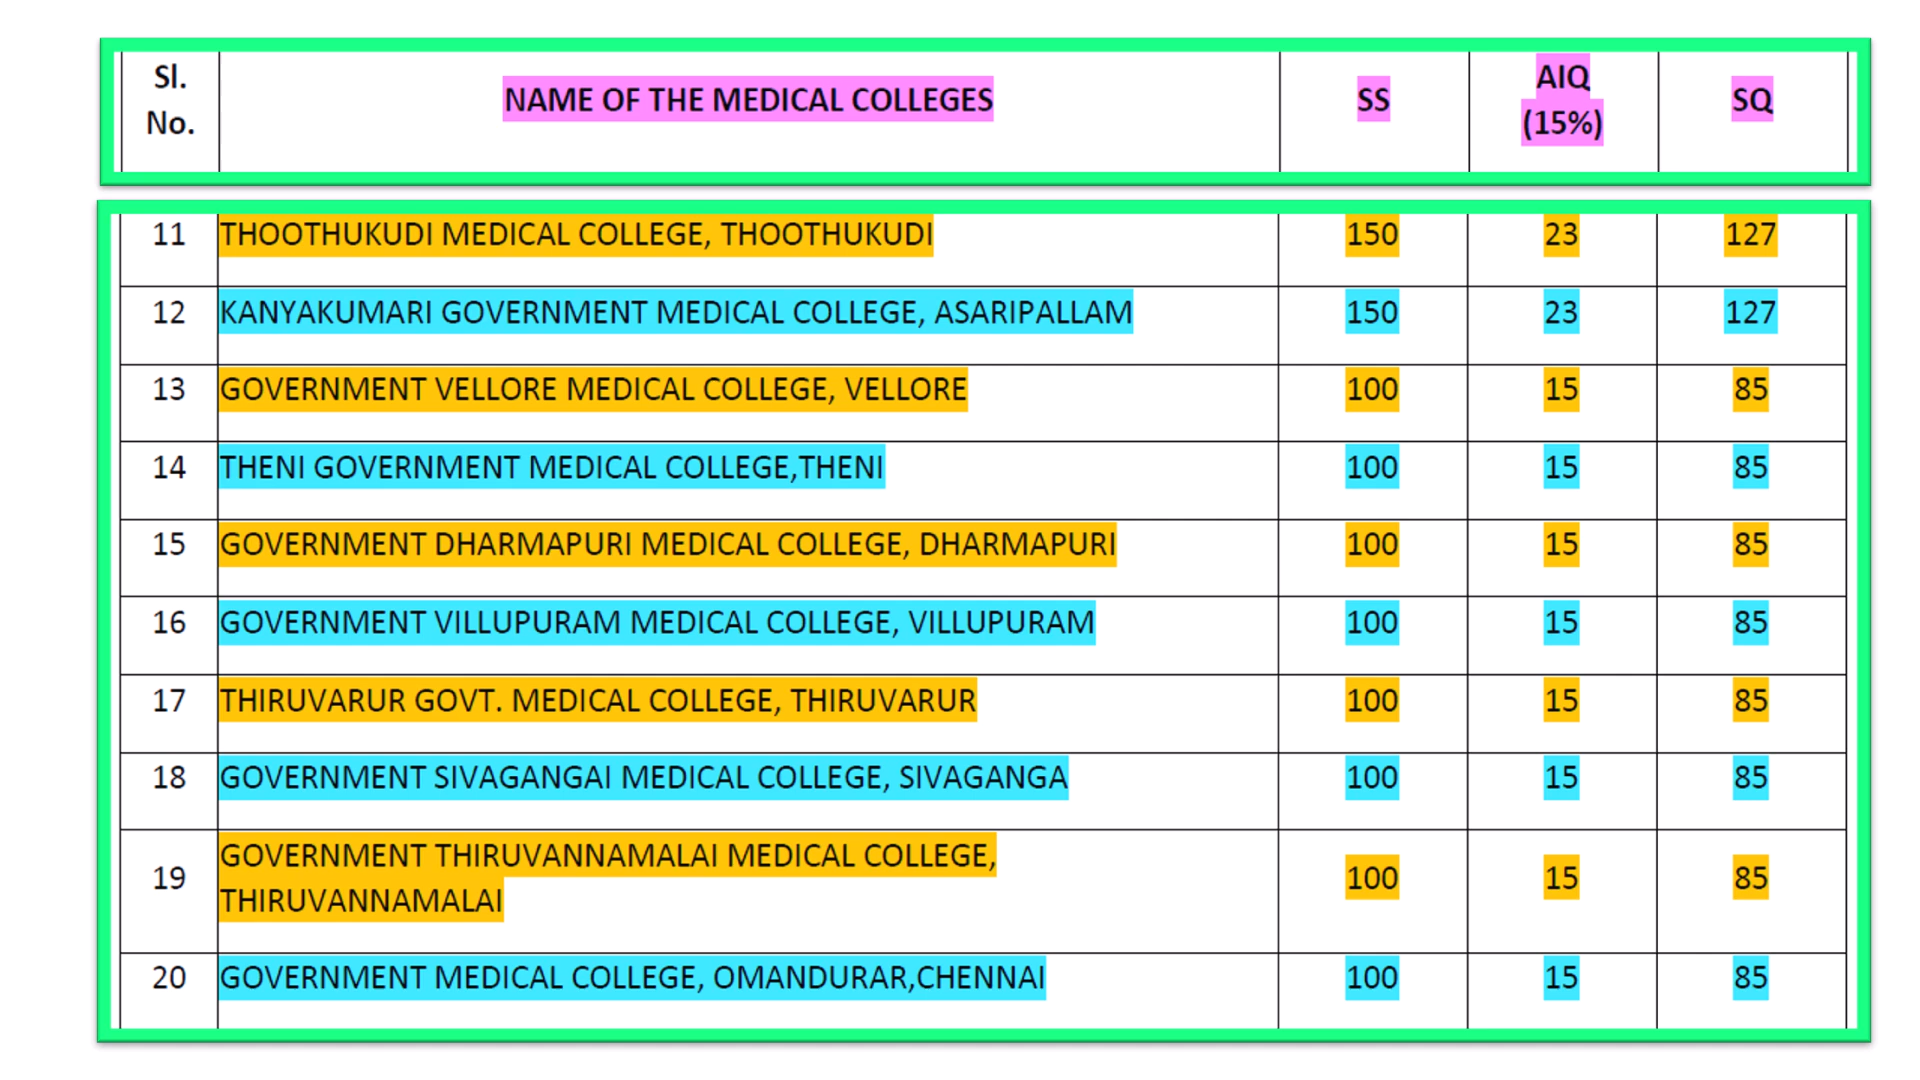 Sl. No. NAME OF THE MEDICAL COLLEGES SS AIQ (15%) SQ
11 THOOTHUKUDI MEDICAL COLLEGE, THOOTHUKUDI 150 23 127
12 KANYAKUMARI GOVERNMENT MEDICAL COLLEGE, ASARIPALLAM 150 23 127
13 GOVERNMENT VELLORE MEDICAL COLLEGE, VELLORE 100 15 85
14 THENI GOVERNMENT MEDICAL COLLEGE,THENI 100 15 85
15 GOVERNMENT DHARMAPURI MEDICAL COLLEGE, DHARMAPURI 100 15 85
16 GOVERNMENT VILLUPURAM MEDICAL COLLEGE, VILLUPURAM 100 15 85
17 THIRUVARUR GOVT. MEDICAL COLLEGE, THIRUVARUR 100 15 85
18 GOVERNMENT SIVAGANGAI MEDICAL COLLEGE, SIVAGANGA 100 15 85
19 GOVERNMENT THIRUVANNAMALAI MEDICAL COLLEGE,
THIRUVANNAMALAI 100 15 85
20 GOVERNMENT MEDICAL COLLEGE, OMANDURAR,CHENNAI 100 15 85